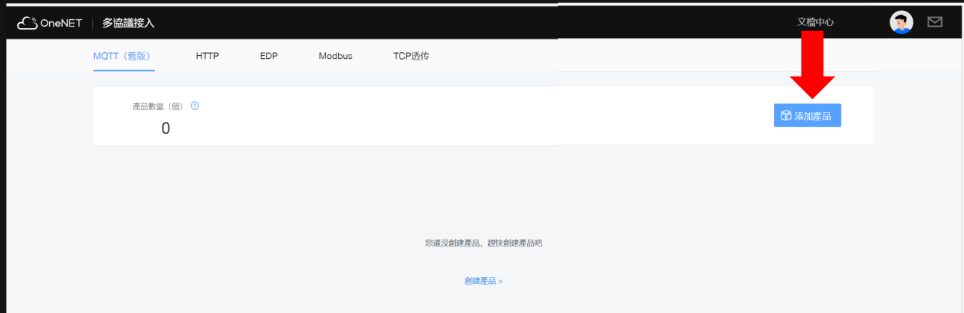 OneNET | 多協議接入 文檔中心
MQTT（舊版） HTTP EDP Modbus TCP透传
產品數量（個） ?
0
添加產品
您還沒創建產品，趕快創建產品吧
創建產品 >